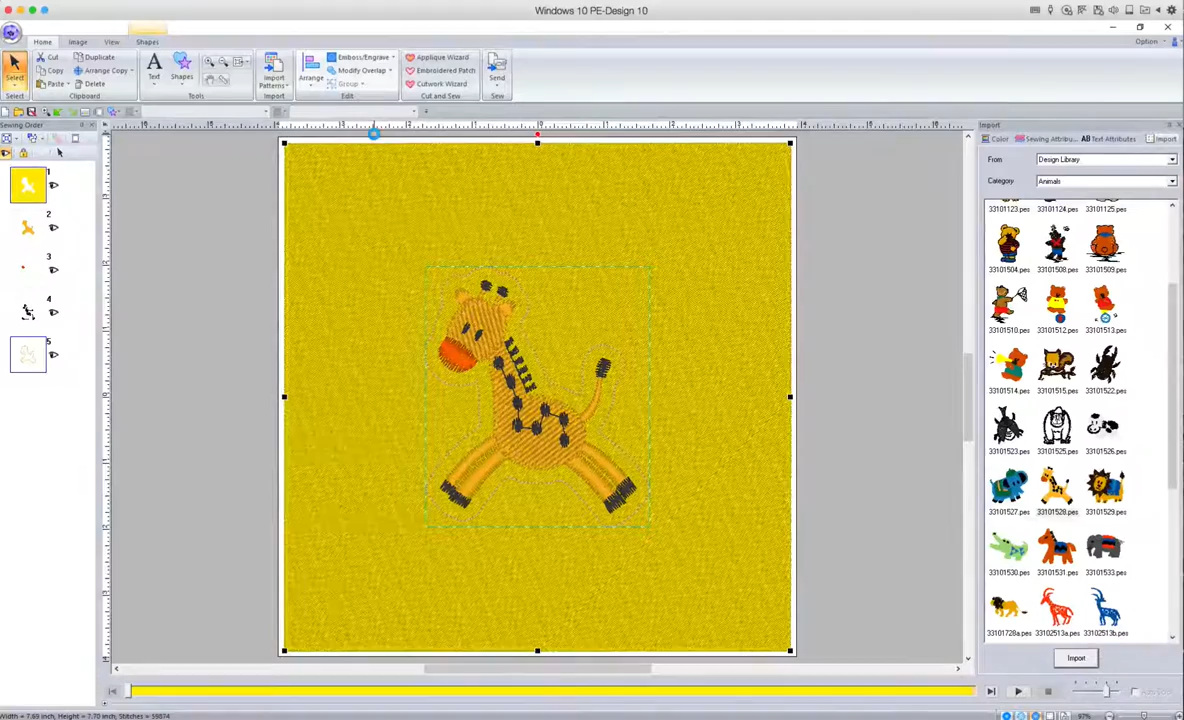 Windows 10 PE-Design 10
Home Image View Shapes
Option
Select
Cut
Copy
Paste
Duplicate
Arrange Copy
Delete
Text
Shapes
Import
Patterns
Arrange
Emboss/Engrave
Modify Overlap
Group
Applique Wizard
Embroidered Patch
Cutwork Wizard
Send
Select Clipboard Tools Import Edit Cut and Sew Sew
Sewing Order
1
2
3
4
5
Import
Color Sewing Attribu... Text Attributes Import
From Design Library
Category Animals
33101123.pes 33101124.pes 33101125.pes
33101504.pes 33101508.pes 33101509.pes
33101510.pes 33101512.pes 33101513.pes
33101514.pes 33101515.pes 33101522.pes
33101523.pes 33101525.pes 33101526.pes
33101527.pes 33101528.pes 33101529.pes
33101530.pes 33101531.pes 33101533.pes
33101728a.pes 33102513a.pes 33102513b.pes
Import
Width = 7.69 inch, Height = 7.70 inch, Stitches = 59874
97%